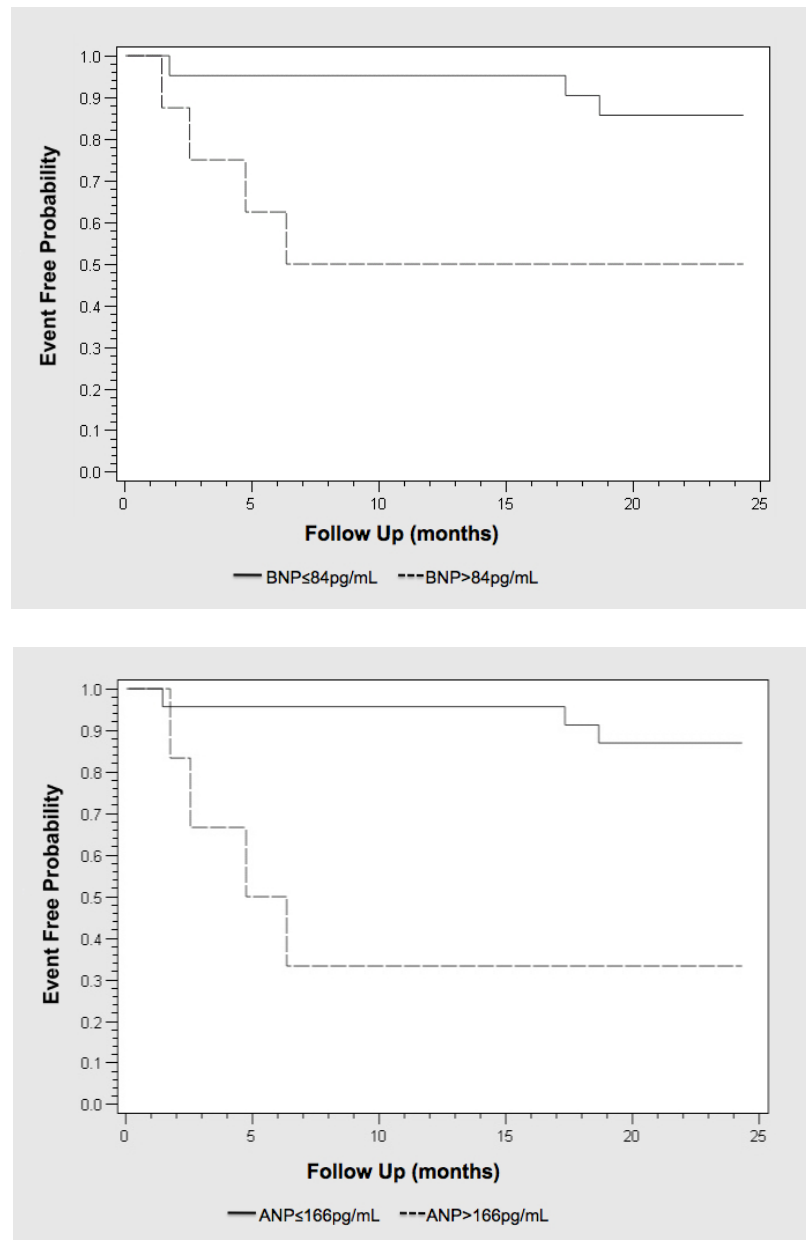 Event Free Probability
1.0
0.9
0.8
0.7
0.6
0.5
0.4
0.3
0.2
0.1
0.0
0 5 10 15 20 25
Follow Up (months)
BNP≤84pg/mL BNP>84pg/mL
Event Free Probability
1.0
0.9
0.8
0.7
0.6
0.5
0.4
0.3
0.2
0.1
0.0
0 5 10 15 20 25
Follow Up (months)
ANP≤166pg/mL ANP>166pg/mL